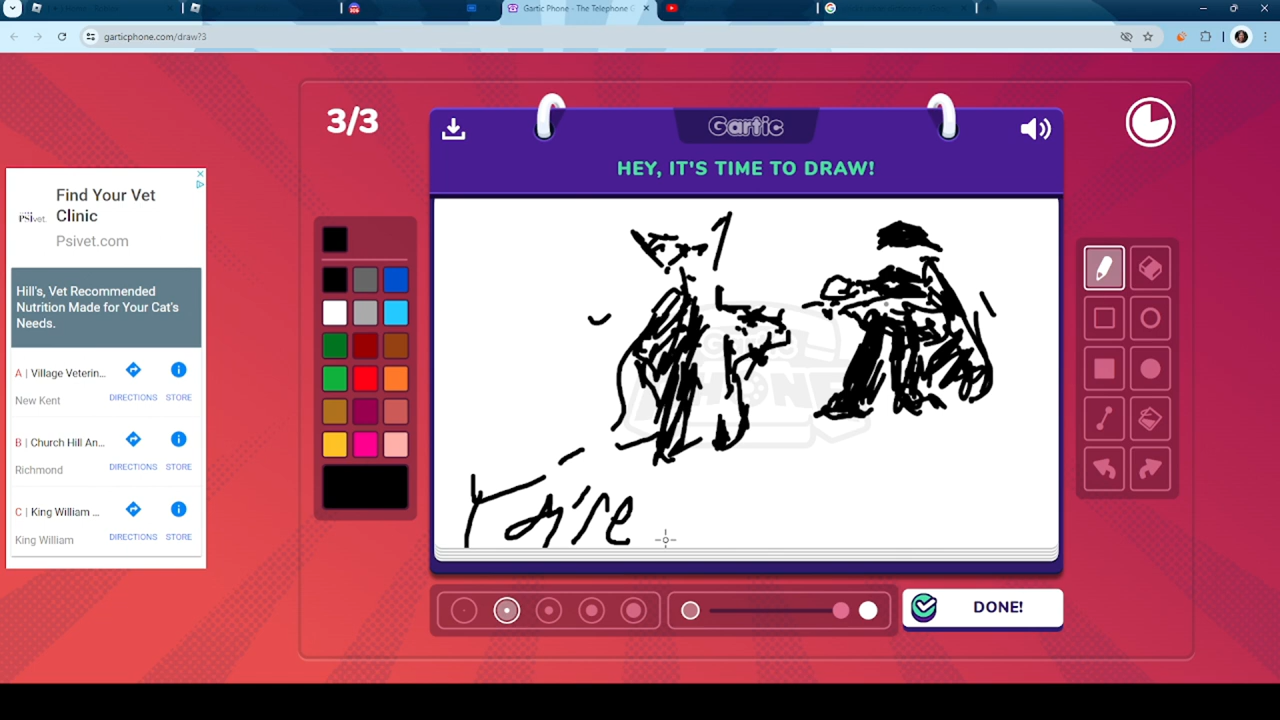 Gartic Phone - The Telephone G
garticphone.com/draw?3
3/3
Gartic
HEY, IT'S TIME TO DRAW!
Find Your Vet
Clinic
Psivet.com
PSIvet
Hill's, Vet Recommended
Nutrition Made for Your Cat's
Needs.
A | Village Veterin...
New Kent
DIRECTIONS
STORE
B | Church Hill An...
Richmond
DIRECTIONS
STORE
C | King William ...
King William
DIRECTIONS
STORE
PHONE
DONE!